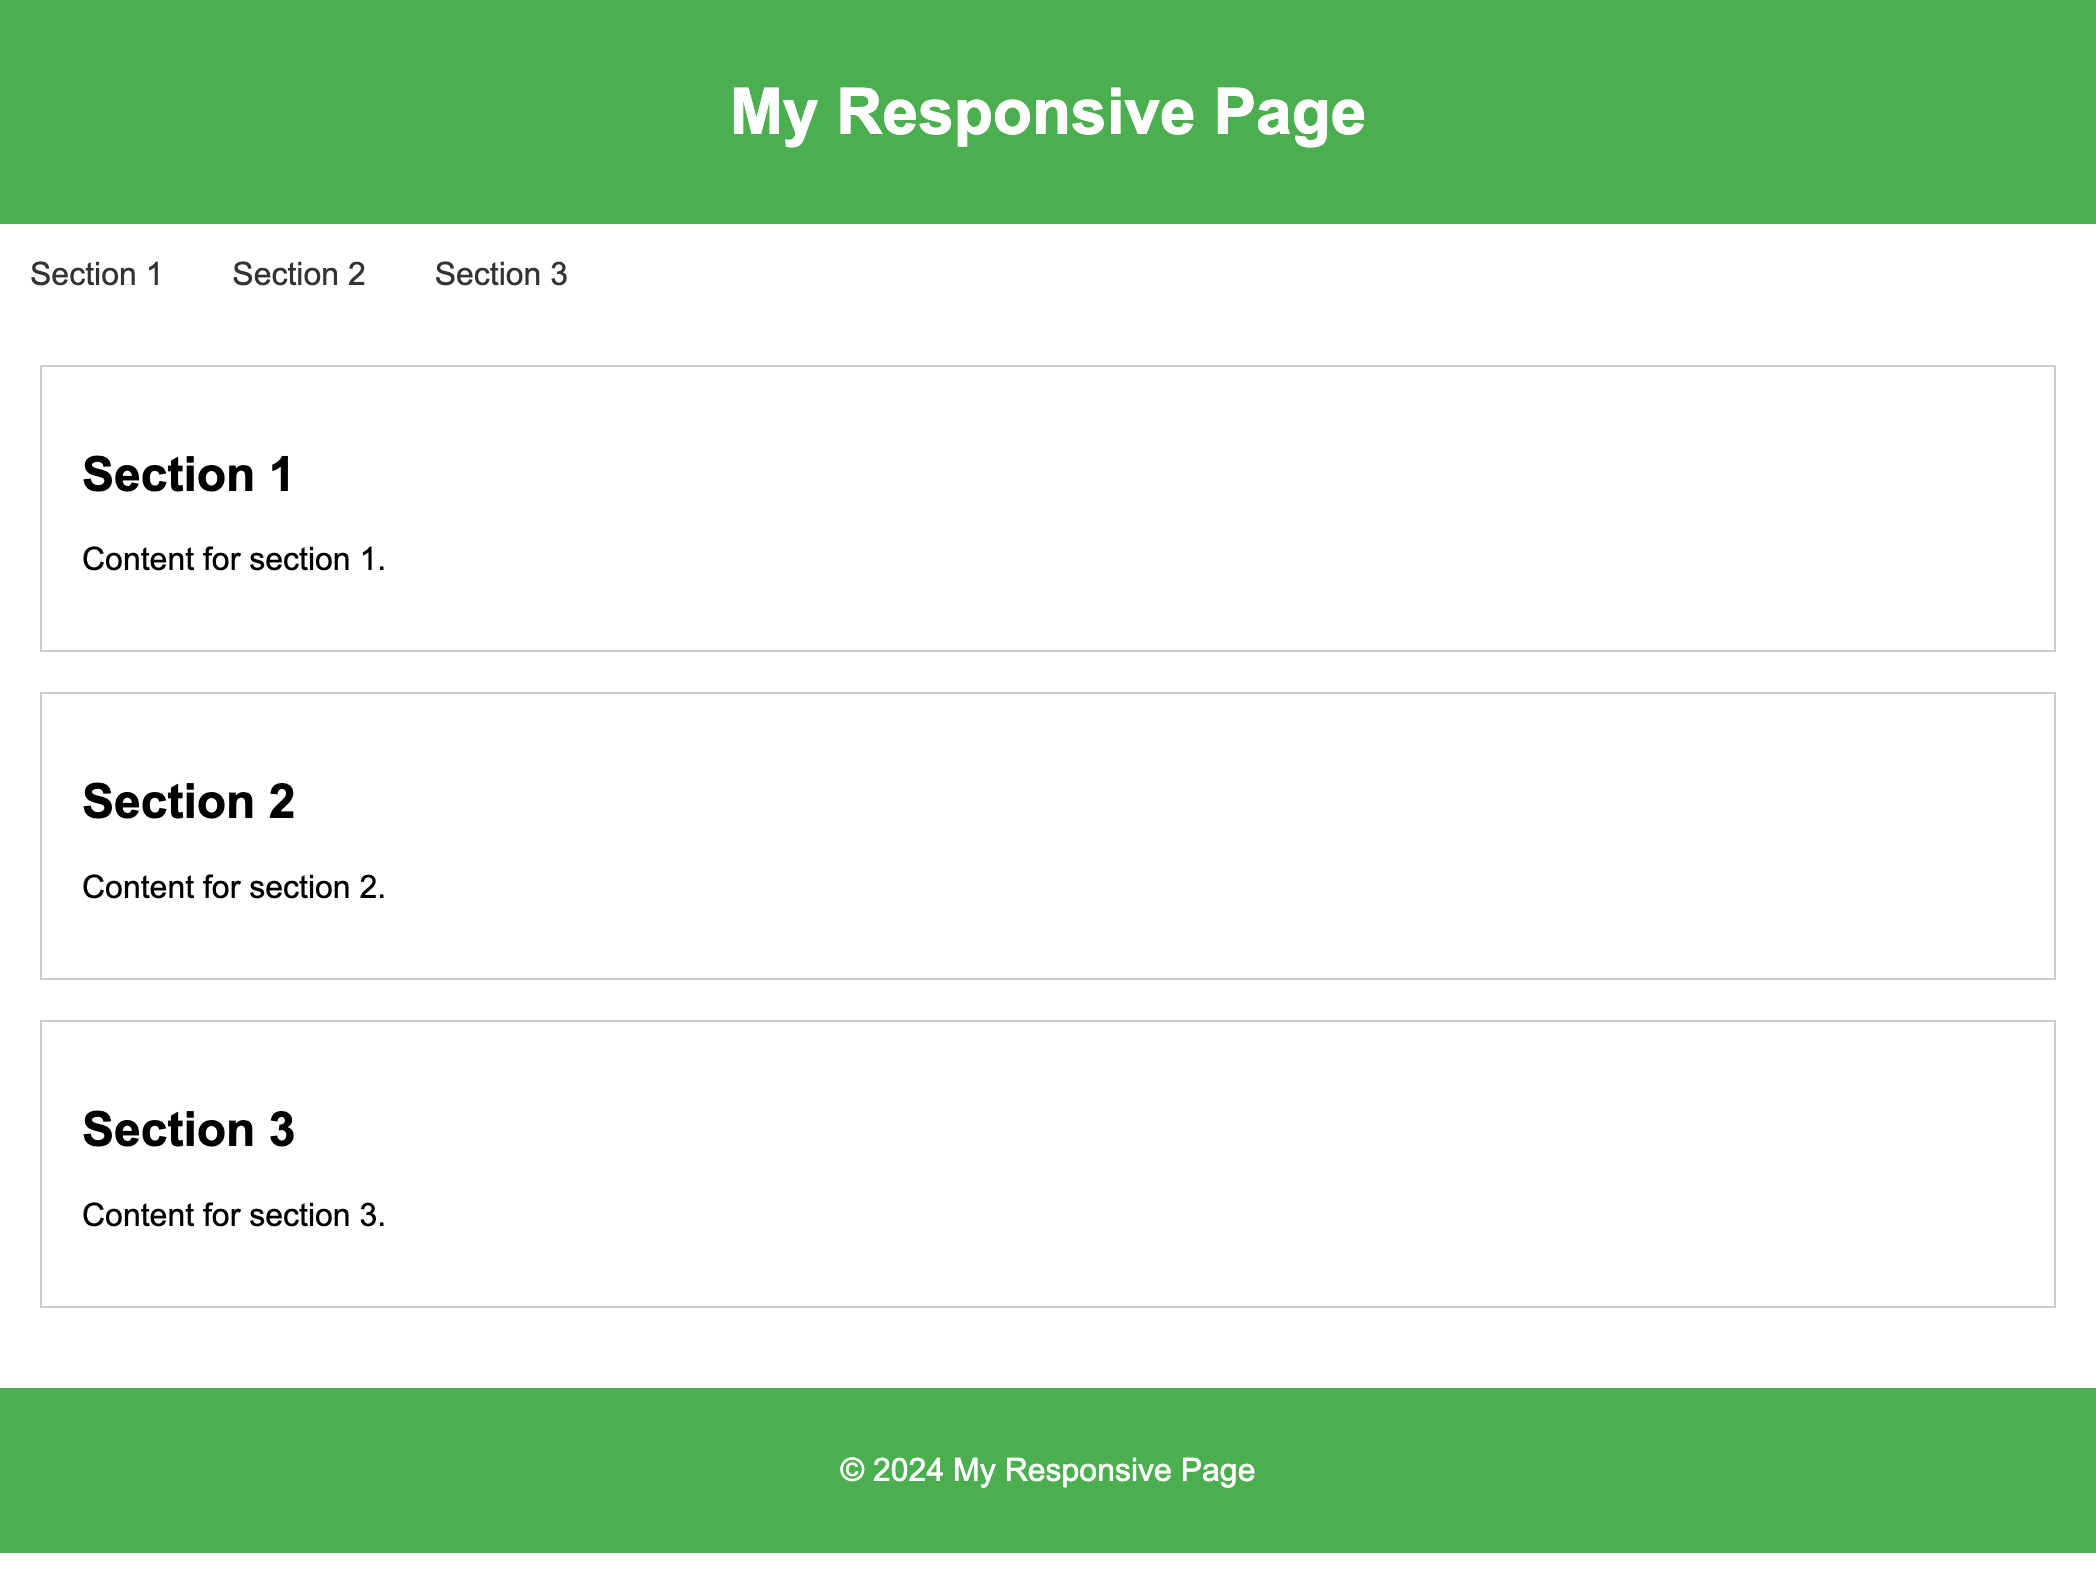 My Responsive Page
Section 1 Section 2 Section 3
Section 1
Content for section 1.
Section 2
Content for section 2.
Section 3
Content for section 3.
© 2024 My Responsive Page